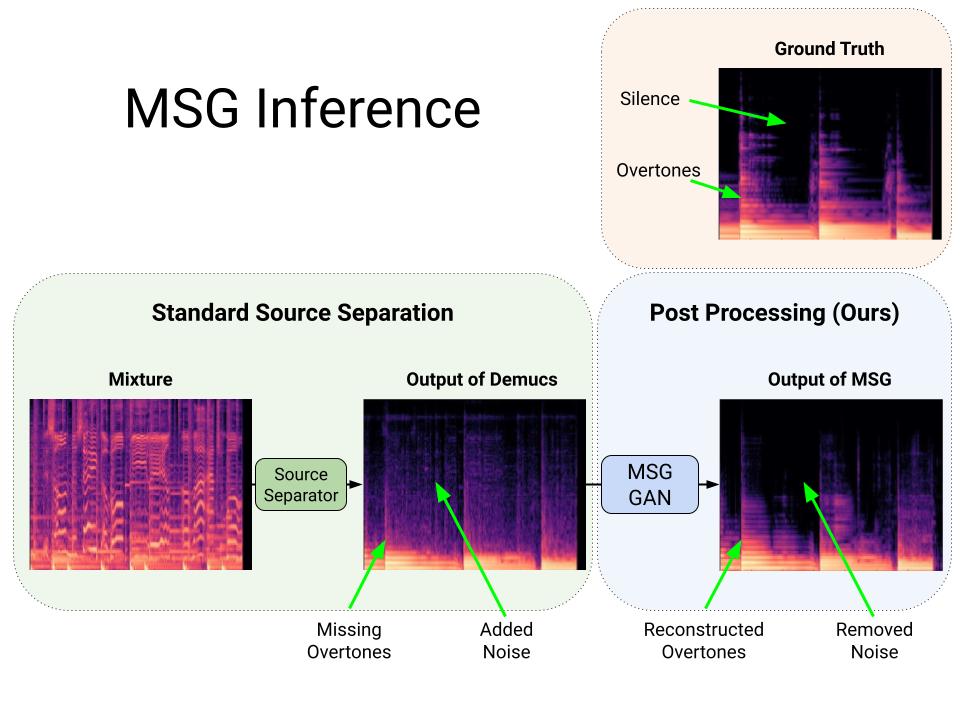 MSG Inference
Ground Truth
Silence
Overtones
Standard Source Separation
Mixture
Output of Demucs
Source
Separator
Missing
Overtones
Added
Noise
Post Processing (Ours)
Output of MSG
MSG
GAN
Reconstructed
Overtones
Removed
Noise